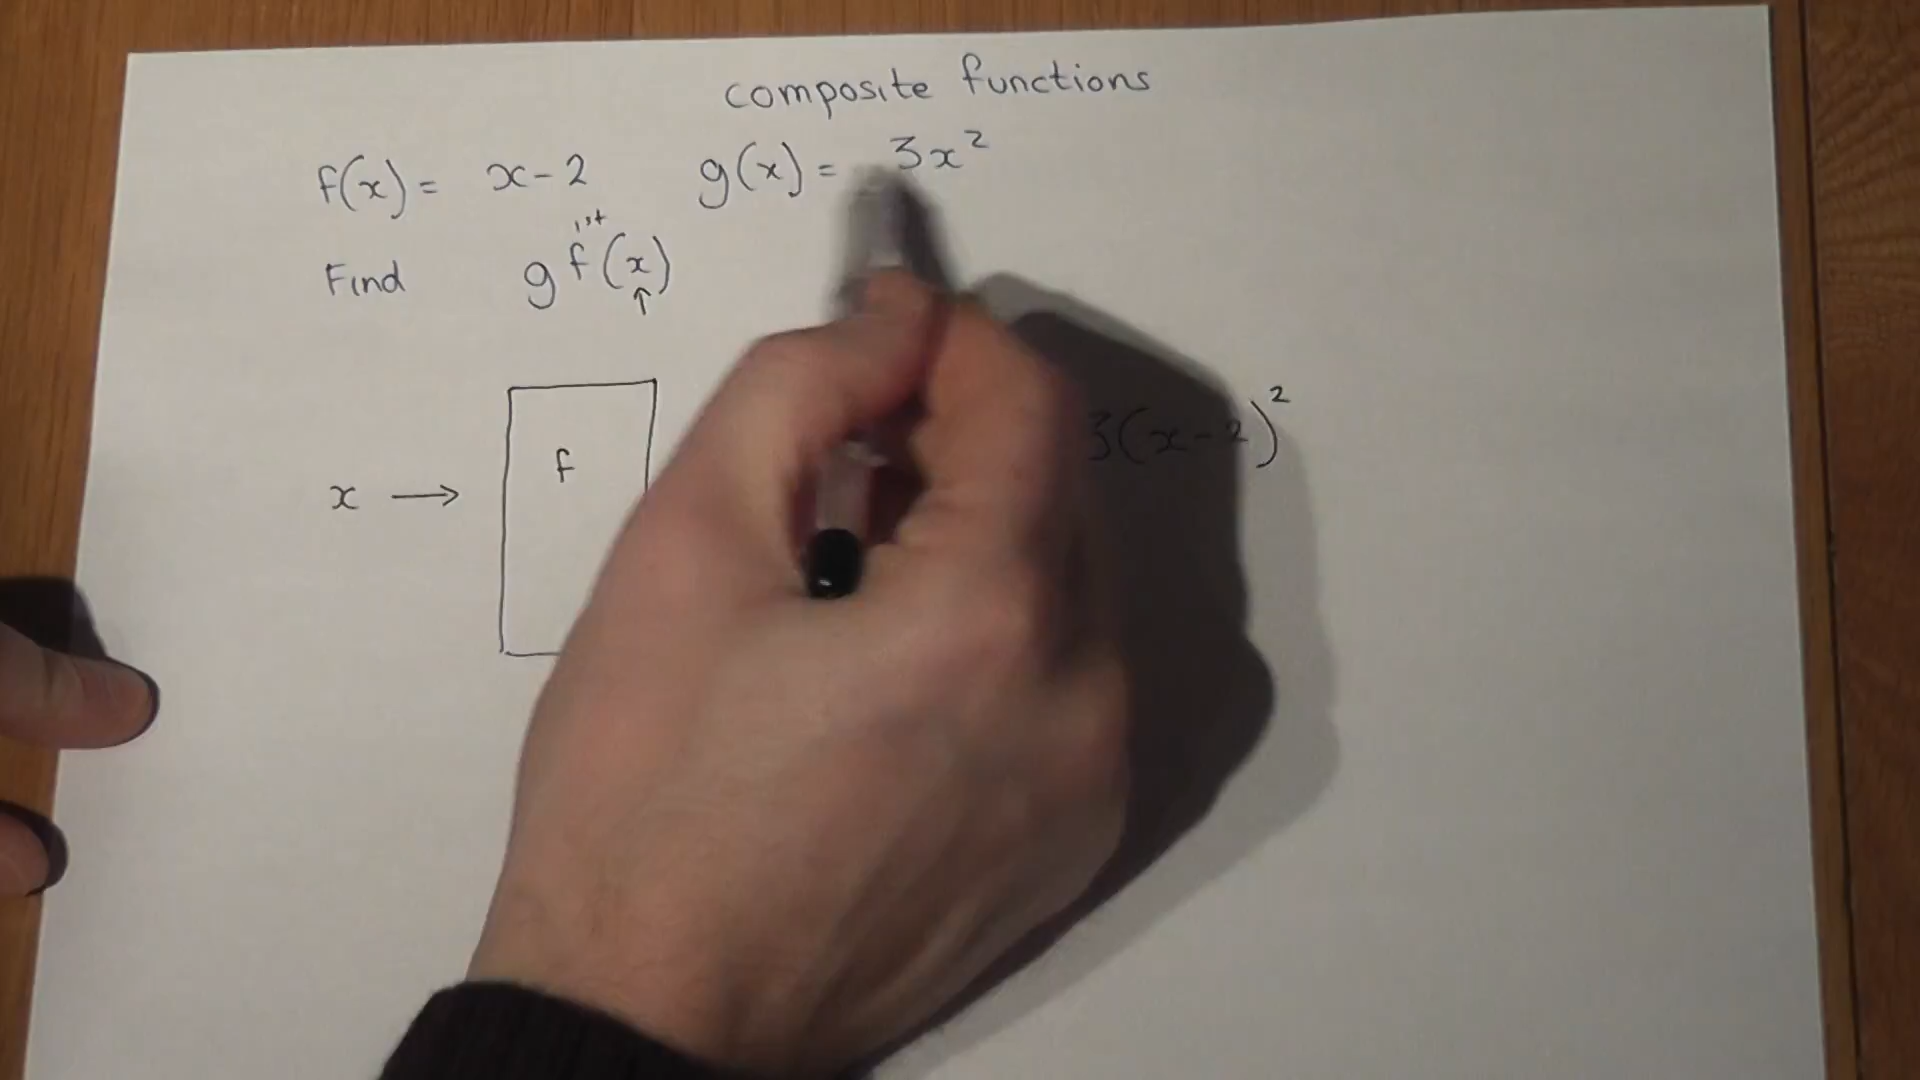 composite functions
f(x) = x-2 g(x) = 3x²
1st
Find gf(x)
↑
f
3(x-2)²
x →